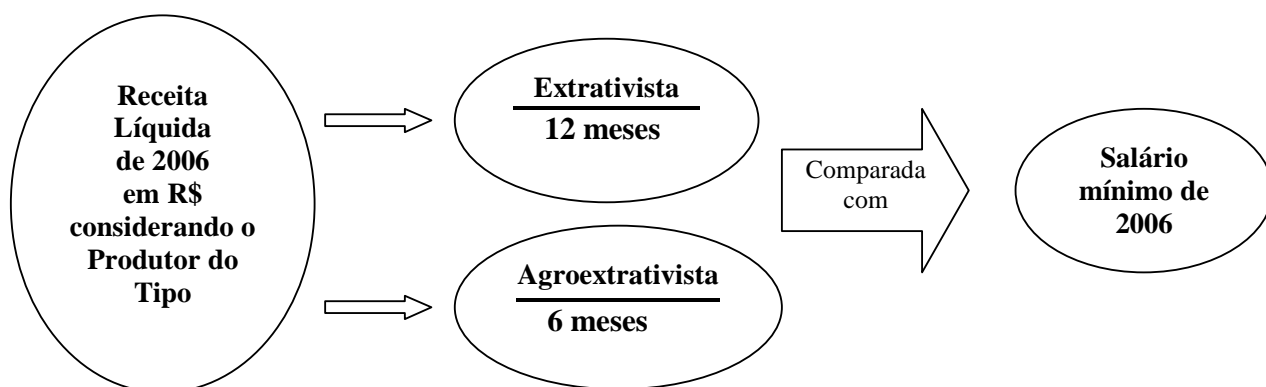 Receita
Líquida
de 2006
em R$
considerando o
Produtor do
Tipo
Extrativista
12 meses
Agroextrativista
6 meses
Comparada
com
Salário
mínimo de
2006